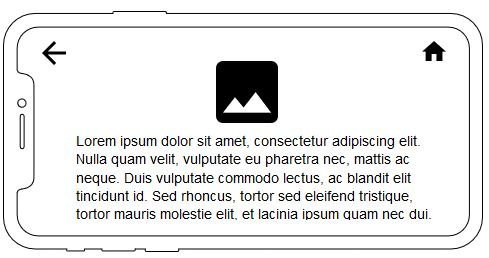 Lorem ipsum dolor sit amet, consectetur adipiscing elit.
Nulla quam velit, vulputate eu pharetra nec, mattis ac
neque. Duis vulputate commodo lectus, ac blandit elit
tincidunt id. Sed rhoncus, tortor sed eleifend tristique,
tortor mauris molestie elit, et lacinia ipsum quam nec dui.